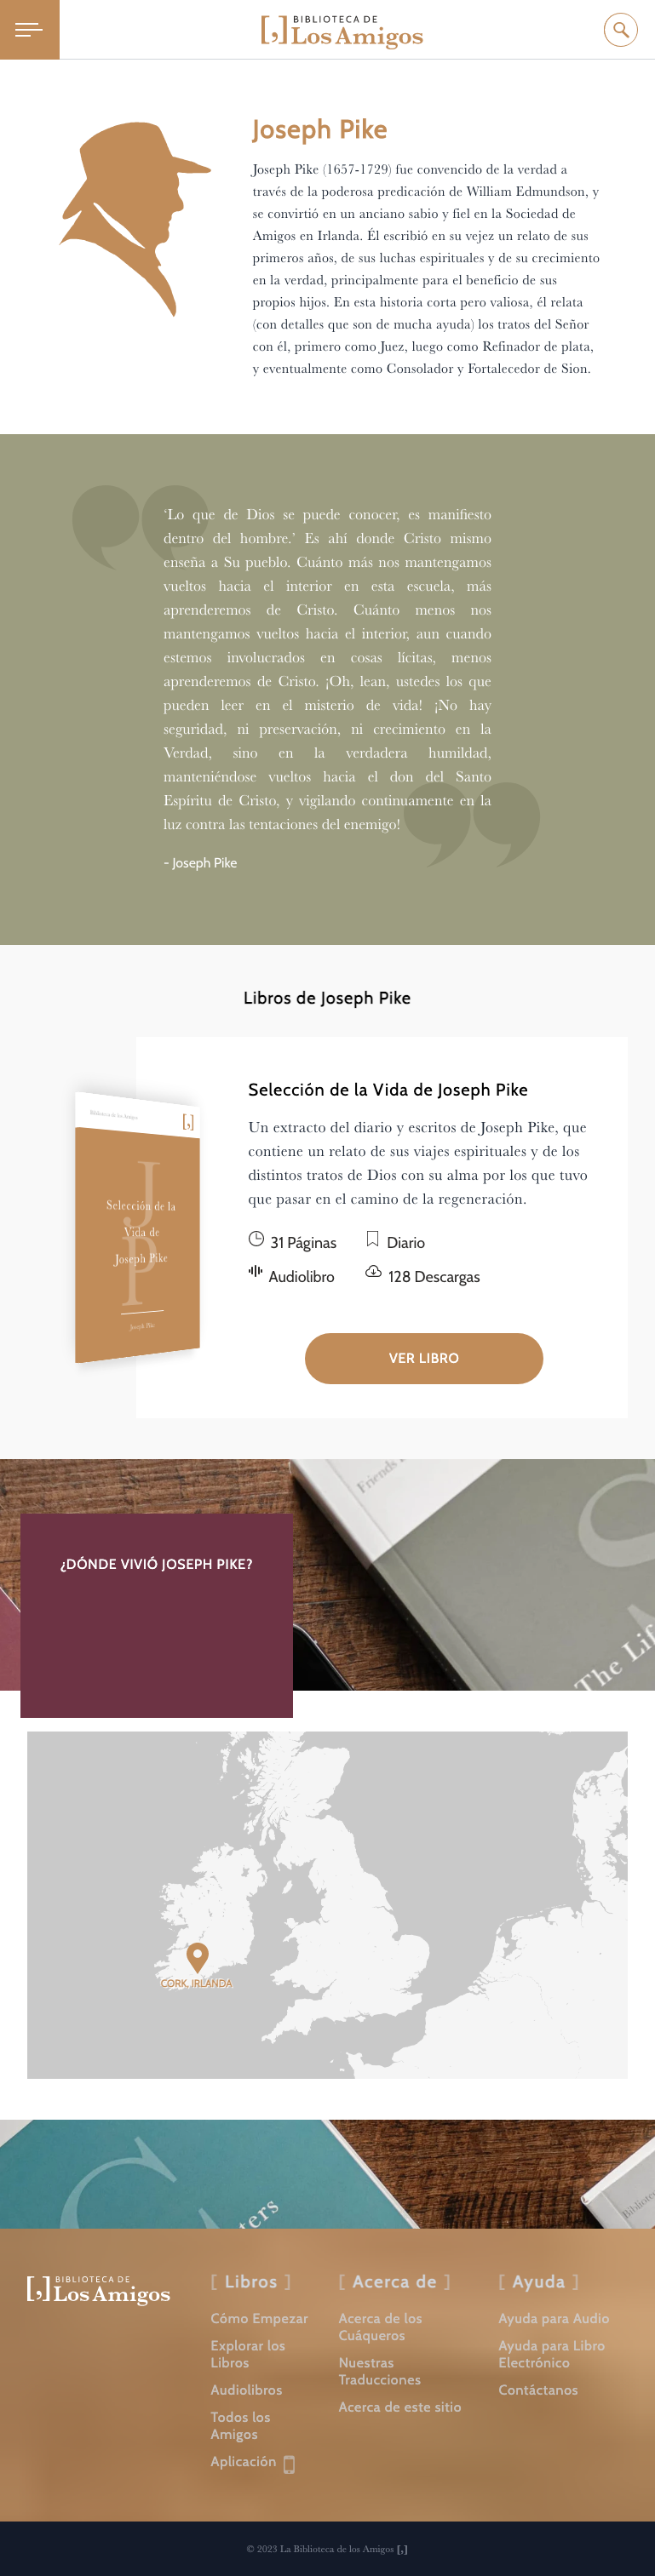 BIBLIOTECA DE
Los Amigos
Joseph Pike
Joseph Pike (1657-1729) fue convencido de la verdad a
través de la poderosa predicación de William Edmundson, y
se convirtió en un anciano sabio y fiel en la Sociedad de
Amigos en Irlanda. Él escribió en su vejez un relato de sus
primeros años, de sus luchas espirituales y de su crecimiento
en la verdad, principalmente para el beneficio de sus
propios hijos. En esta historia corta pero valiosa, él relata
(con detalles que son de mucha ayuda) los tratos del Señor
con él, primero como Juez, luego como Refinador de plata,
y eventualmente como Consolador y Fortalecedor de Sion.
‘Lo que de Dios se puede conocer, es manifiesto
dentro del hombre.’ Es ahí donde Cristo mismo
enseña a Su pueblo. Cuánto más nos mantengamos
vueltos hacia el interior en esta escuela, más
aprenderemos de Cristo. Cuánto menos nos
mantengamos vueltos hacia el interior, aun cuando
estemos involucrados en cosas lícitas, menos
aprenderemos de Cristo. ¡Oh, lean, ustedes los que
pueden leer en el misterio de vida! ¡No hay
seguridad, ni preservación, ni crecimiento en la
Verdad, sino en la verdadera humildad,
manteniéndose vueltos hacia el don del Santo
Espíritu de Cristo, y vigilando continuamente en la
luz contra las tentaciones del enemigo!
- Joseph Pike
Libros de Joseph Pike
Biblioteca de los Amigos
[,]
J
P
Selección de la
Vida de
Joseph Pike
Joseph Pike
Selección de la Vida de Joseph Pike
Un extracto del diario y escritos de Joseph Pike, que
contiene un relato de sus viajes espirituales y de los
distintos tratos de Dios con su alma por los que tuvo
que pasar en el camino de la regeneración.
31 Páginas
Diario
Audiolibro
128 Descargas
VER LIBRO
Friends
The Lif
¿DÓNDE VIVIÓ JOSEPH PIKE?
CORK, IRLANDA
tters
Biblioteca
BIBLIOTECA DE
Los Amigos
[ Libros ]
Cómo Empezar
Explorar los
Libros
Audiolibros
Todos los
Amigos
Aplicación
[ Acerca de ]
Acerca de los
Cuáqueros
Nuestras
Traducciones
Acerca de este sitio
[ Ayuda ]
Ayuda para Audio
Ayuda para Libro
Electrónico
Contáctanos
© 2023 La Biblioteca de los Amigos [,]